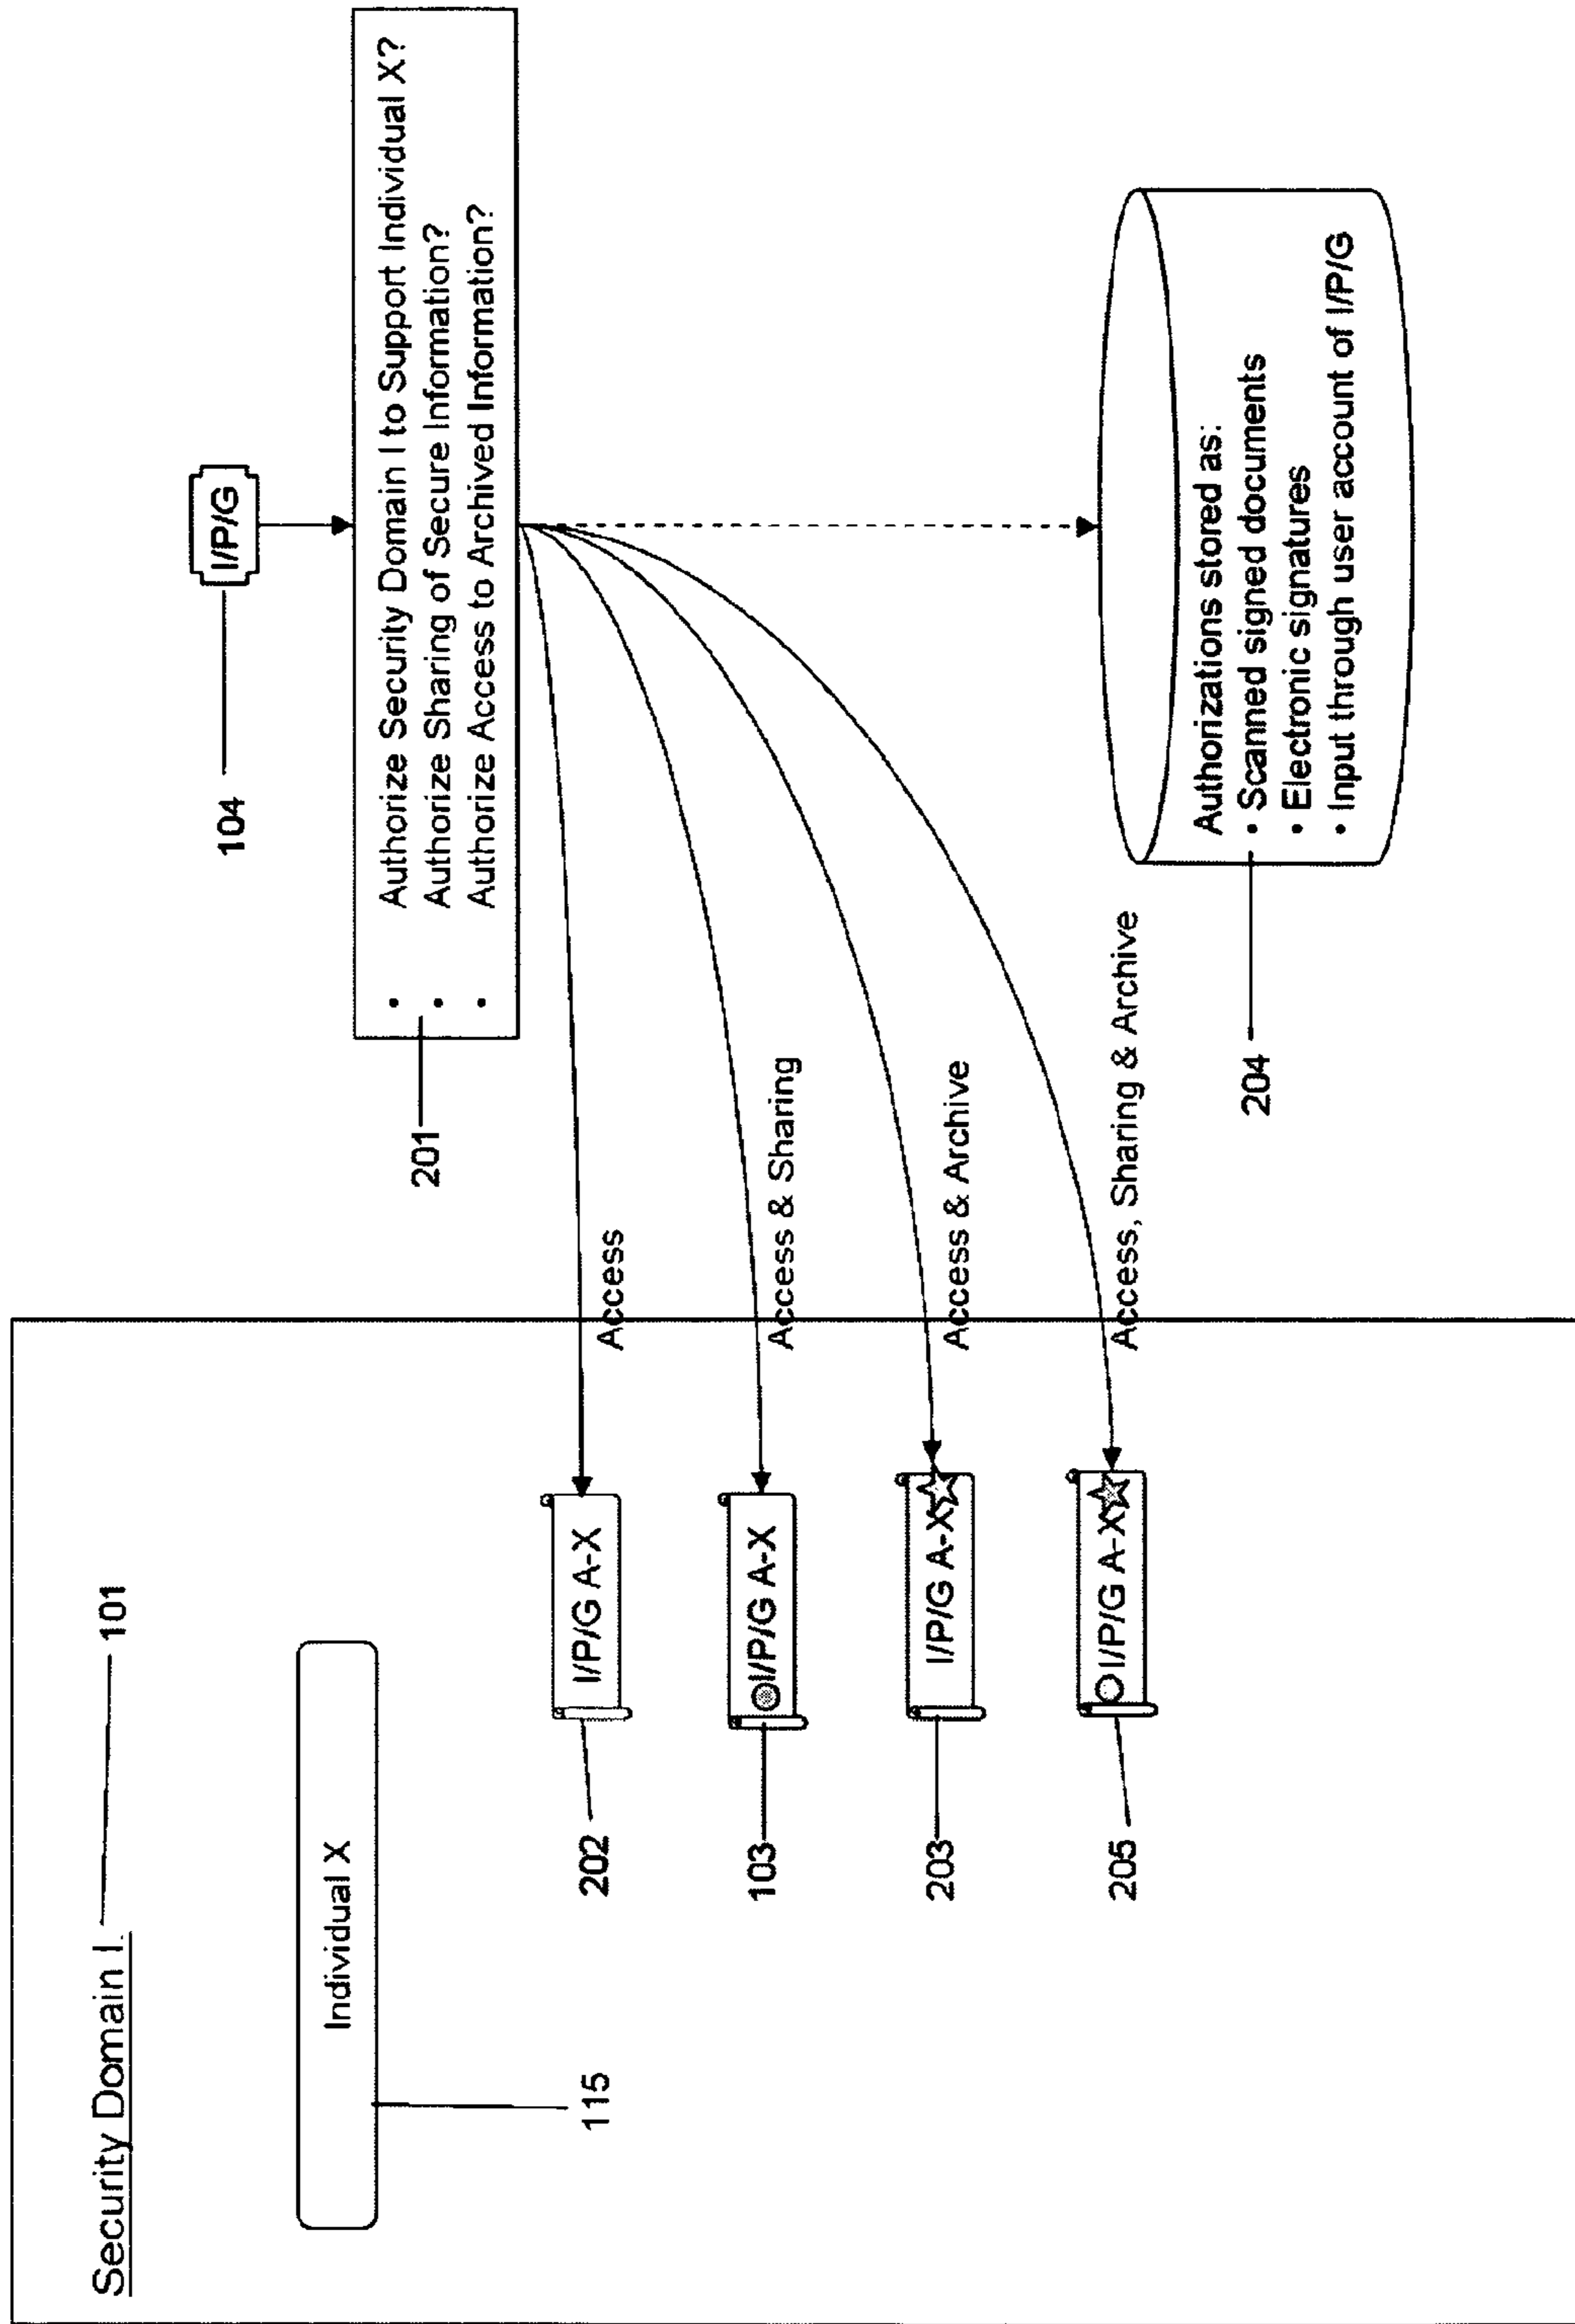 Security Domain I.
101
Individual X
115
I/P/G
104
• Authorize Security Domain I to Support Individual X?
• Authorize Sharing of Secure Information?
• Authorize Access to Archived Information?
201
I/P/G A-X
202
Access
I/P/G A-X
103
Access & Sharing
I/P/G A-X
203
Access & Archive
I/P/G A-X
205
Access, Sharing & Archive
Authorizations stored as:
• Scanned signed documents
• Electronic signatures
• Input through user account of I/P/G
204